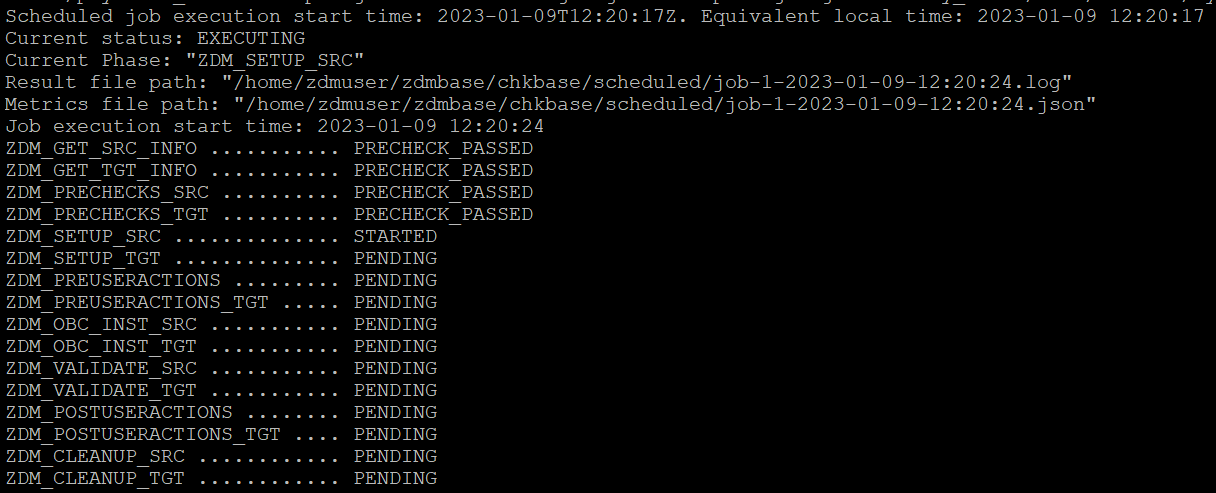 Scheduled job execution start time: 2023-01-09T12:20:17Z. Equivalent local time: 2023-01-09 12:20:17
Current status: EXECUTING
Current Phase: "ZDM_SETUP_SRC"
Result file path: "/home/zdmuser/zdmbase/chkbase/scheduled/job-1-2023-01-09-12:20:24.log"
Metrics file path: "/home/zdmuser/zdmbase/chkbase/scheduled/job-1-2023-01-09-12:20:24.json"
Job execution start time: 2023-01-09 12:20:24
ZDM_GET_SRC_INFO ........... PRECHECK_PASSED
ZDM_GET_TGT_INFO ........... PRECHECK_PASSED
ZDM_PRECHECKS_SRC .......... PRECHECK_PASSED
ZDM_PRECHECKS_TGT .......... PRECHECK_PASSED
ZDM_SETUP_SRC .............. STARTED
ZDM_SETUP_TGT .............. PENDING
ZDM_PREUSERACTIONS ......... PENDING
ZDM_PREUSERACTIONS_TGT ..... PENDING
ZDM_OBC_INST_SRC ........... PENDING
ZDM_OBC_INST_TGT ........... PENDING
ZDM_VALIDATE_SRC ........... PENDING
ZDM_VALIDATE_TGT ........... PENDING
ZDM_POSTUSERACTIONS ........ PENDING
ZDM_POSTUSERACTIONS_TGT .... PENDING
ZDM_CLEANUP_SRC ............ PENDING
ZDM_CLEANUP_TGT ............ PENDING